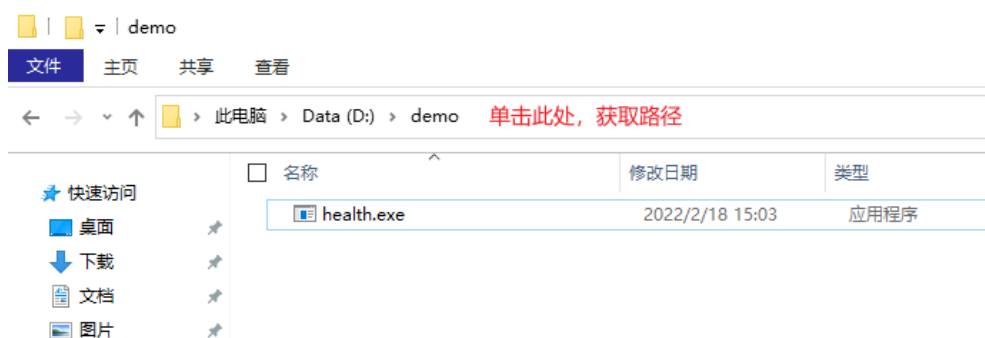 demo
文件 主页 共享 查看
此电脑 > Data (D:) > demo 单击此处，获取路径
名称 修改日期 类型
快速访问
health.exe 2022/2/18 15:03 应用程序
桌面
下载
文档
图片